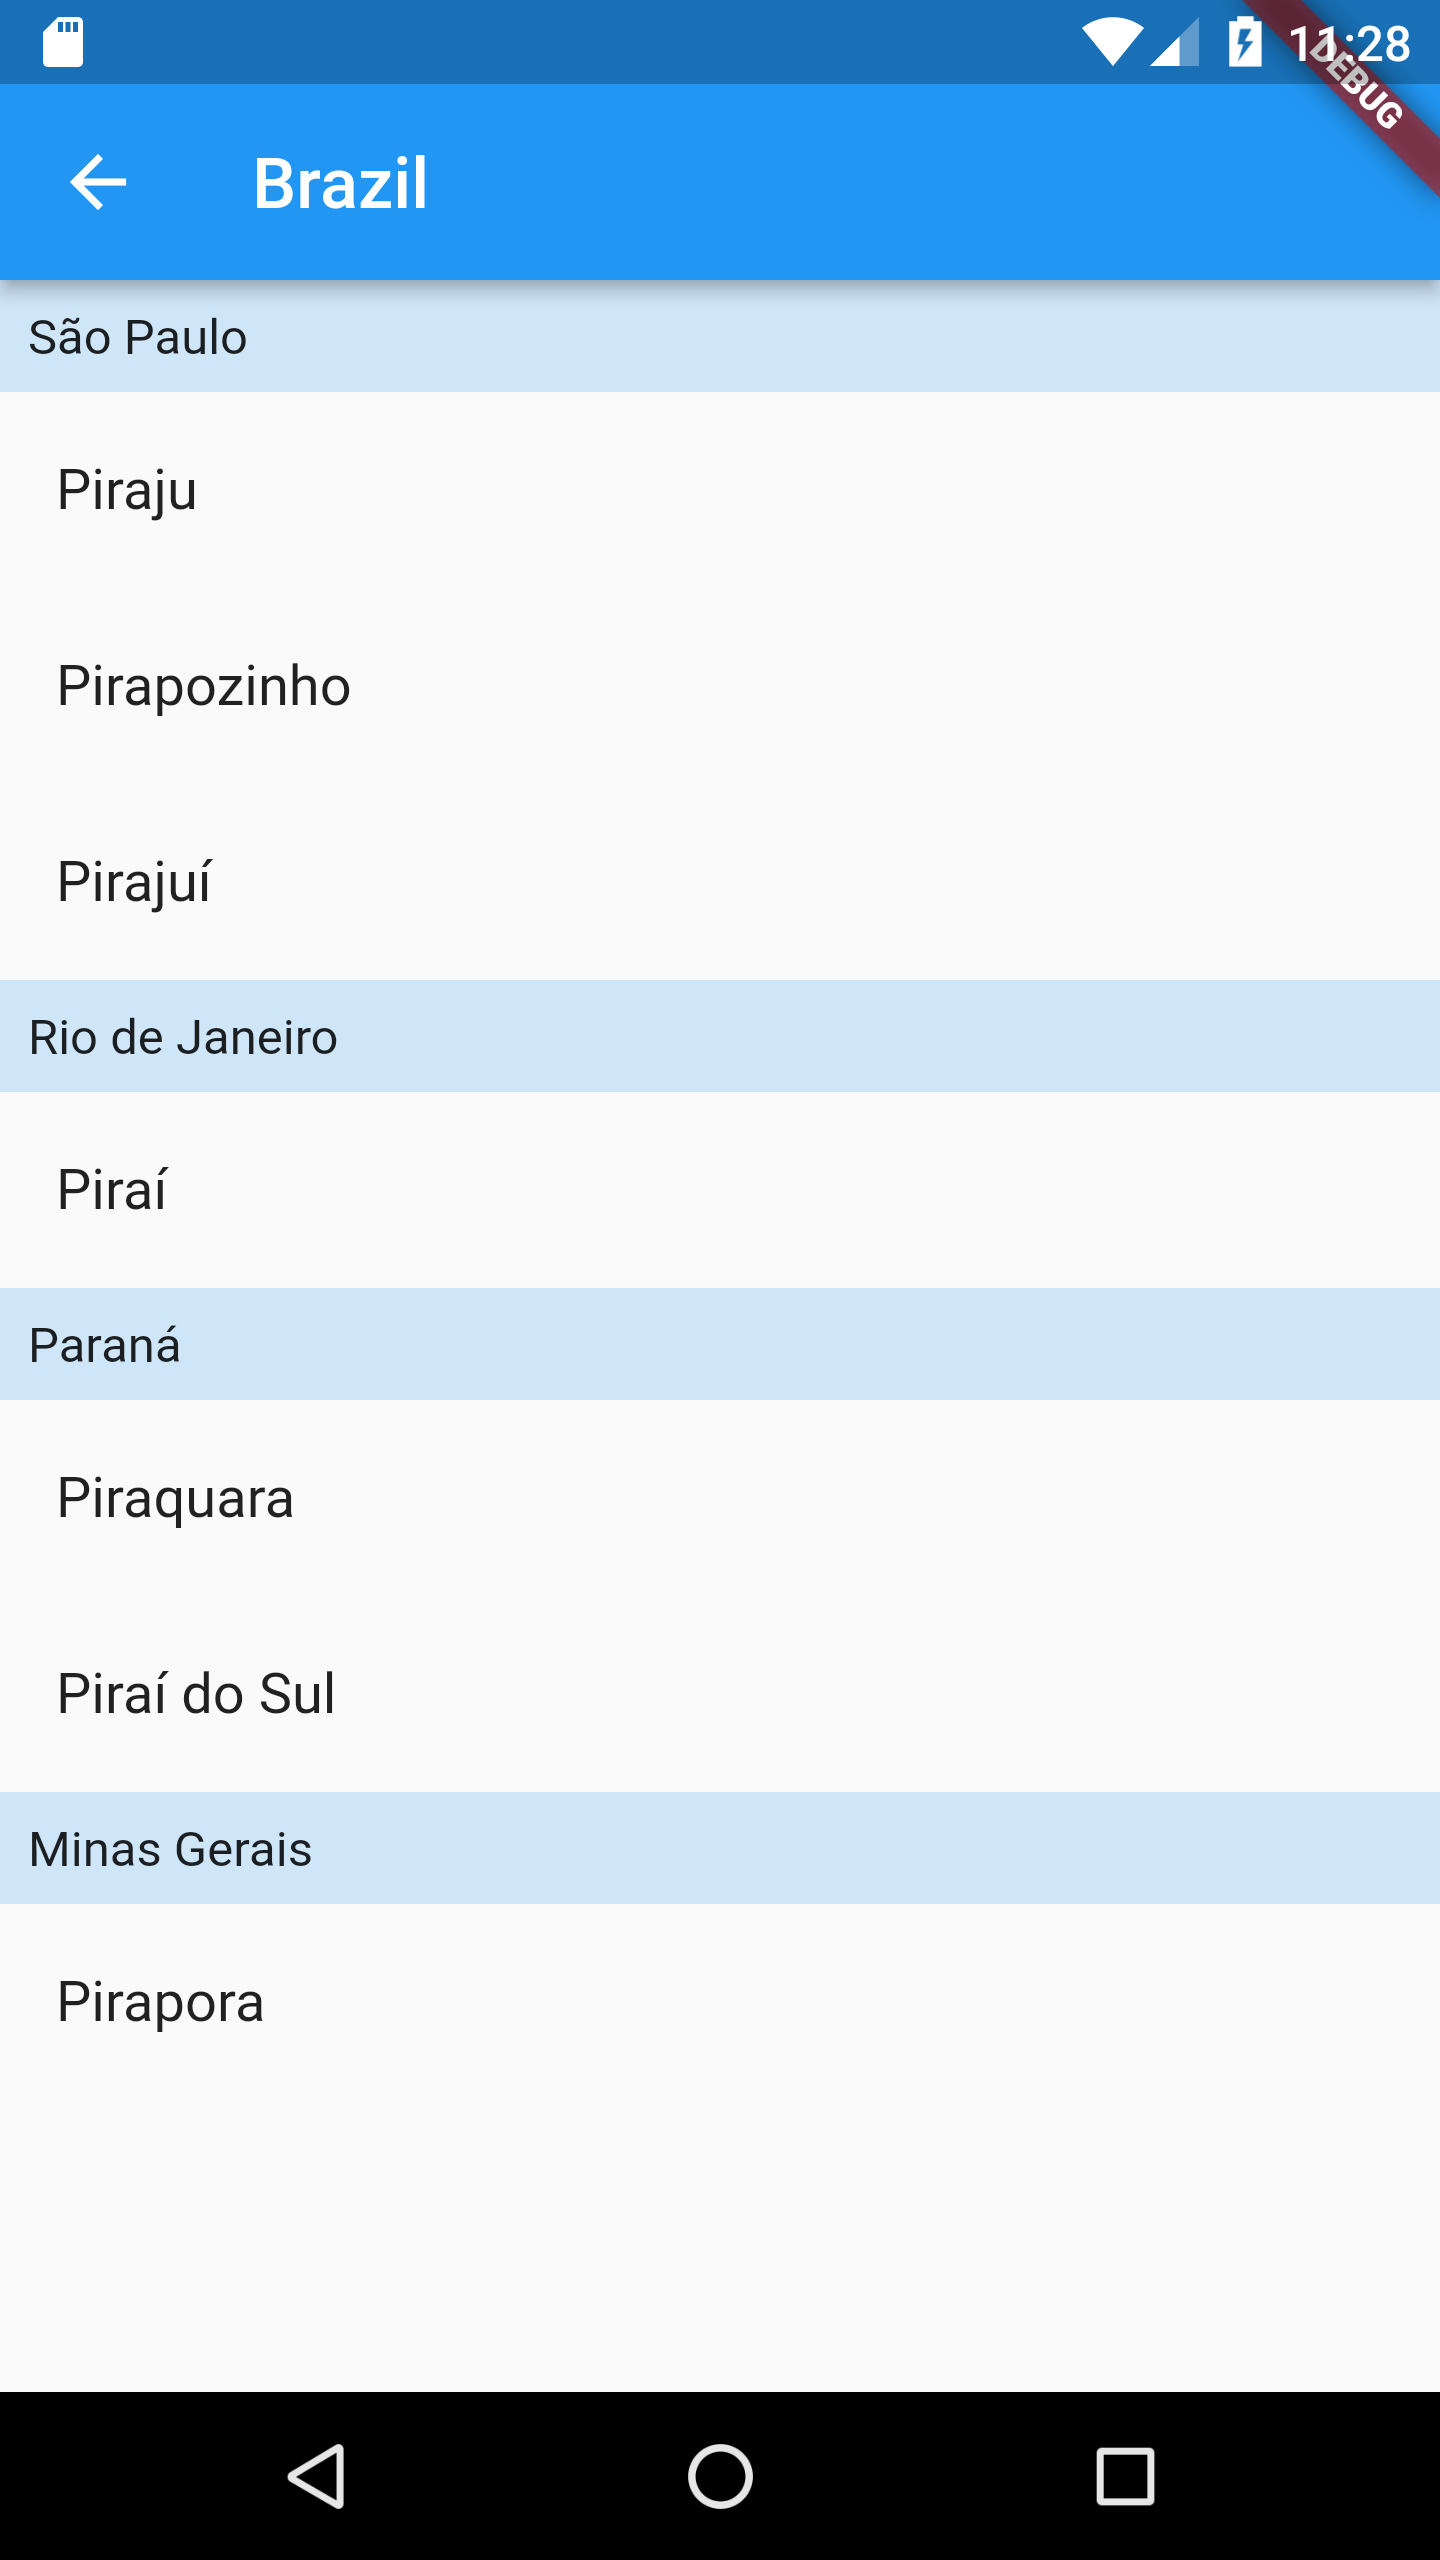 11:28
DEBUG
Brazil
São Paulo
Piraju
Pirapozinho
Pirajuí
Rio de Janeiro
Piraí
Paraná
Piraquara
Piraí do Sul
Minas Gerais
Pirapora